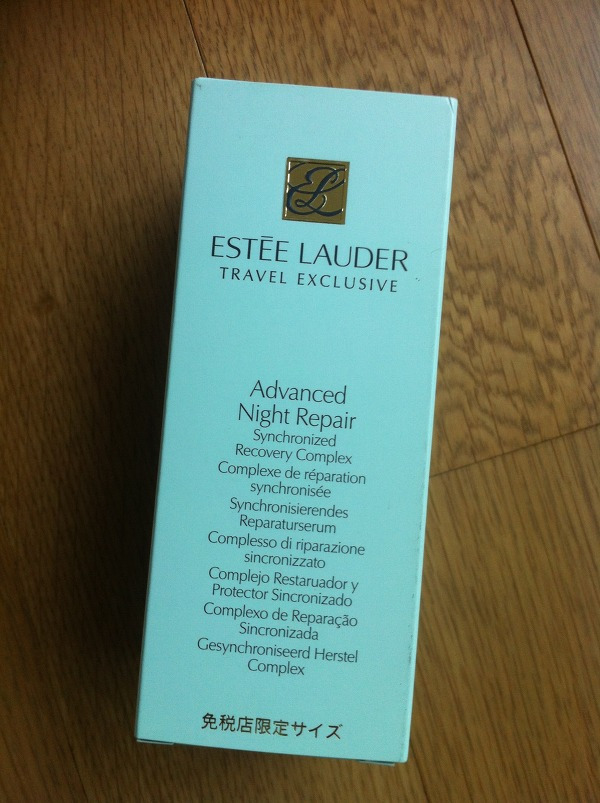 EL
ESTĒE LAUDER
TRAVEL EXCLUSIVE
Advanced
Night Repair
Synchronized
Recovery Complex
Complexe de réparation
synchronisée
Synchronisierendes
Reparaturserum
Complesso di riparazione
sincronizzato
Complejo Restaruador y
Protector Sincronizado
Complexo de Reparação
Sincronizada
Gesynchroniseerd Herstel
Complex
免税店限定サイズ